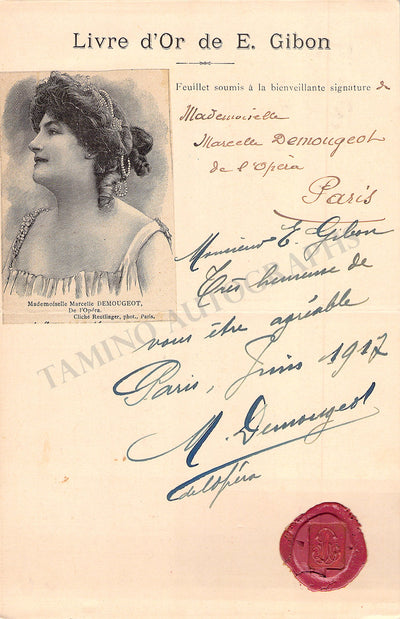 Livre d'Or de E. Gibon
Feuillet soumis à la bienveillante signature de
Mademoiselle
Marcelle Demougeot
de l'Opéra
Paris
Mademoiselle Marcelle DEMOUGEOT,
De l'Opéra.
Cliché Reutlinger, phot., Paris.
Monsieur E. Gibon
Très heureuse de
vous être agréable
Paris, Juin 1917
M. Demougeot
de l'opéra
TAMINO AUTOGRAPHS